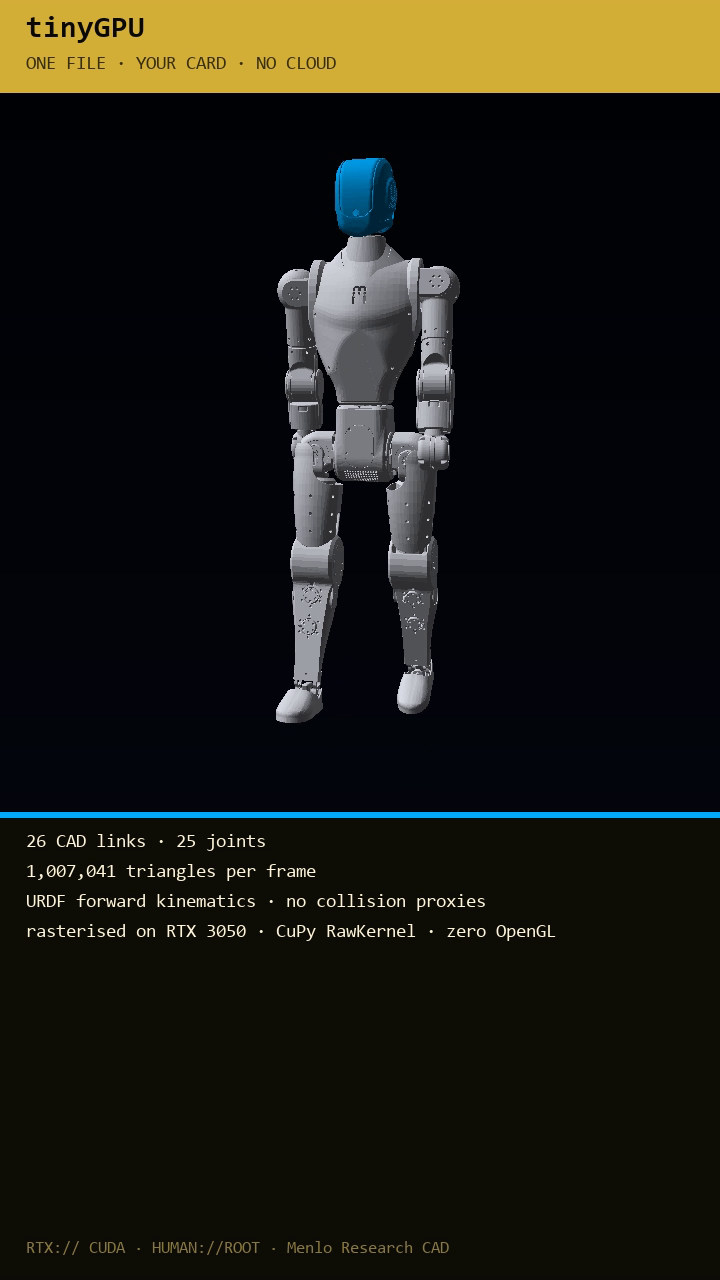 tinyGPU
ONE FILE · YOUR CARD · NO CLOUD
26 CAD links · 25 joints
1,007,041 triangles per frame
URDF forward kinematics · no collision proxies
rasterised on RTX 3050 · CuPy RawKernel · zero OpenGL
RTX:// CUDA · HUMAN://ROOT · Menlo Research CAD